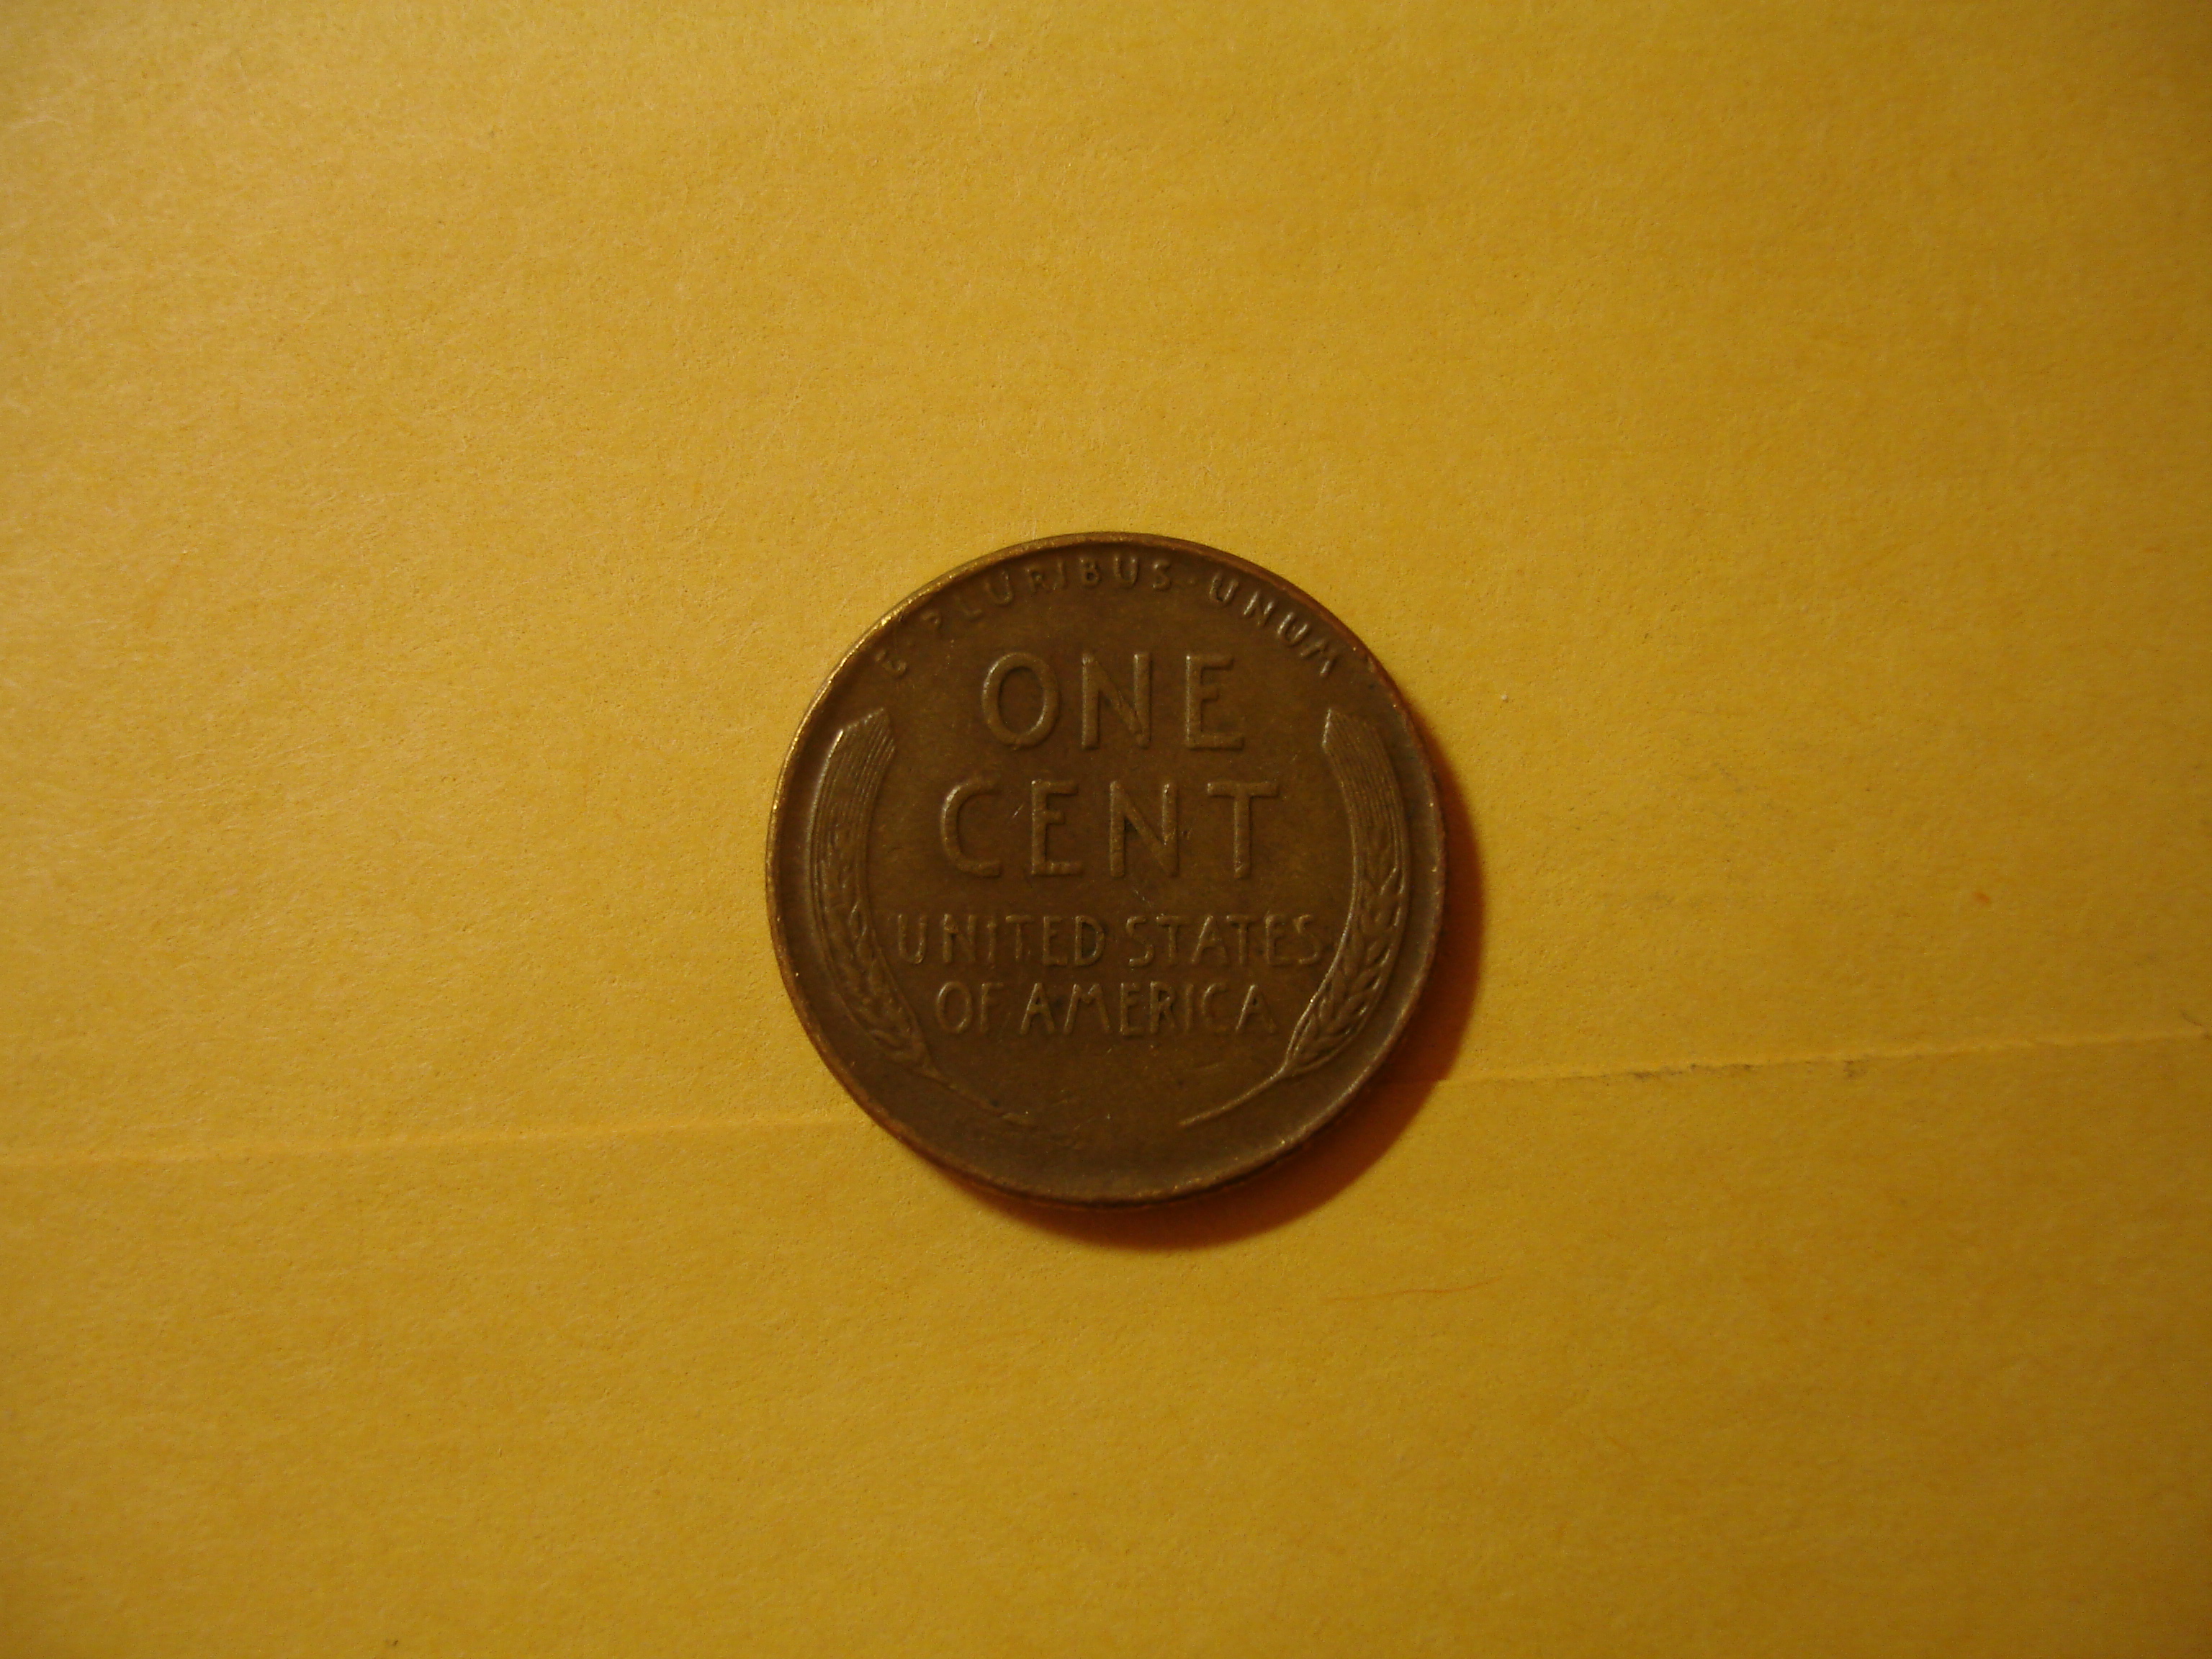 E·PLURIBUS·UNUM
ONE
CENT
UNITED STATES
OF AMERICA